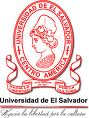 UNIVERSIDAD DE EL SALVADOR
CENTRO AMERICA
Universidad de El Salvador
Hacia la libertad por la cultura